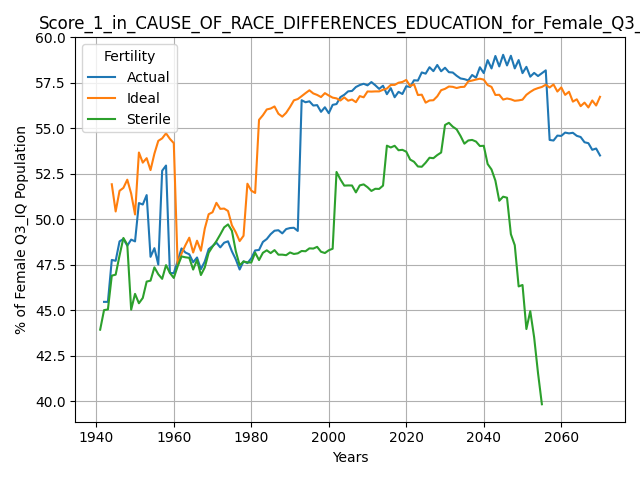 Score_1_in_CAUSE_OF_RACE_DIFFERENCES_EDUCATION_for_Female_Q3_
60.0
57.5
55.0
52.5
50.0
47.5
45.0
42.5
40.0
% of Female Q3_IQ Population
Fertility
Actual
Ideal
Sterile
1940 1960 1980 2000 2020 2040 2060
Years